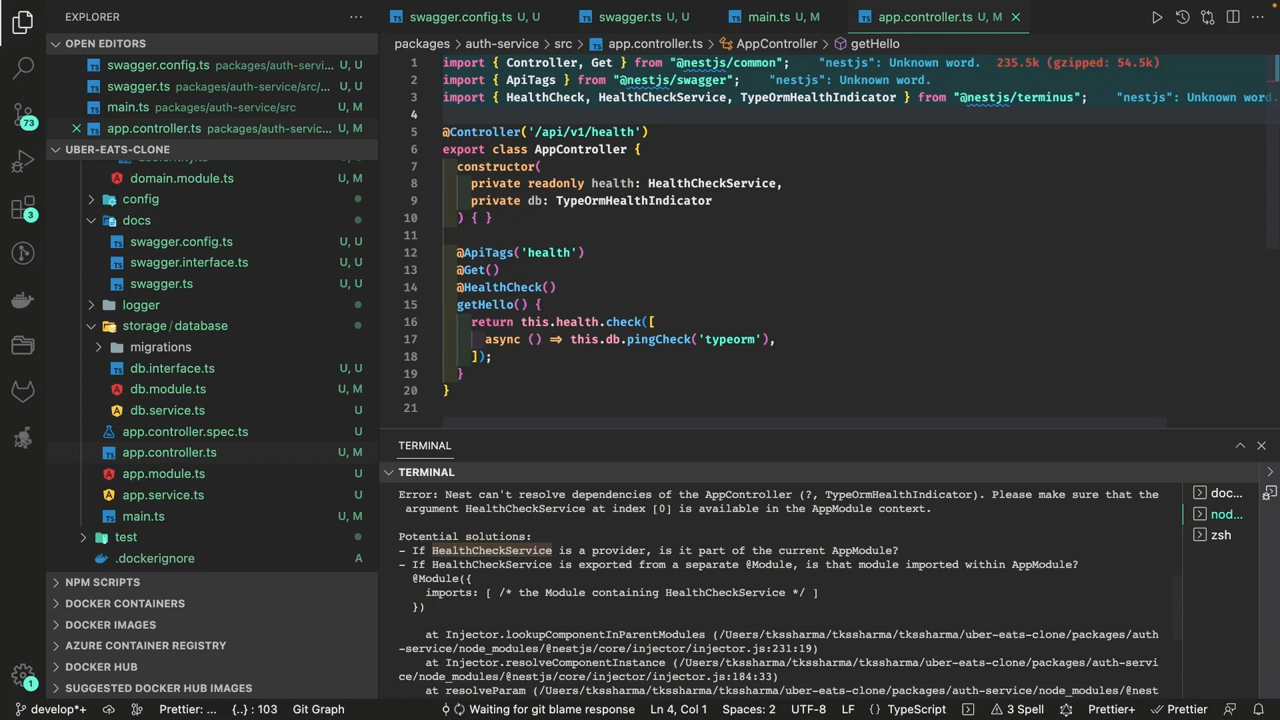 EXPLORER
OPEN EDITORS
swagger.config.ts packages/auth-servi... U
swagger.ts packages/auth-service/src/... U
main.ts packages/auth-service/src U, M
app.controller.ts packages/auth-service... U, M
UBER-EATS-CLONE
domain.module.ts U, M
config
docs
swagger.config.ts U, U
swagger.interface.ts U, U
swagger.ts U, U
logger
storage/database
migrations
db.interface.ts U, U
db.module.ts U, M
db.service.ts U
app.controller.spec.ts U
app.controller.ts U, M
app.module.ts U
app.service.ts U
main.ts U, M
test
.dockerignore A
NPM SCRIPTS
DOCKER CONTAINERS
DOCKER IMAGES
AZURE CONTAINER REGISTRY
DOCKER HUB
SUGGESTED DOCKER HUB IMAGES
73
3
1
swagger.config.ts U, U
swagger.ts U, U
main.ts U, M
app.controller.ts U, M
packages > auth-service > src > app.controller.ts > AppController > getHello
1 import { Controller, Get } from "@nestjs/common"; "nestjs": Unknown word. 235.5k (gzipped: 54.5k)
2 import { ApiTags } from "@nestjs/swagger"; "nestjs": Unknown word.
3 import { HealthCheck, HealthCheckService, TypeOrmHealthIndicator } from "@nestjs/terminus"; "nestjs": Unknown word.
4
5 @Controller('/api/v1/health')
6 export class AppController {
7 constructor(
8 private readonly health: HealthCheckService,
9 private db: TypeOrmHealthIndicator
10 ) { }
11
12 @ApiTags('health')
13 @Get()
14 @HealthCheck()
15 getHello() {
16 return this.health.check([
17 async () => this.db.pingCheck('typeorm'),
18 ]);
19 }
20 }
21
TERMINAL
TERMINAL
Error: Nest can't resolve dependencies of the AppController (?, TypeOrmHealthIndicator). Please make sure that the
argument HealthCheckService at index [0] is available in the AppModule context.
Potential solutions:
- If HealthCheckService is a provider, is it part of the current AppModule?
- If HealthCheckService is exported from a separate @Module, is that module imported within AppModule?
@Module({
imports: [ /* the Module containing HealthCheckService */ ]
})
at Injector.lookupComponentInParentModules (/Users/tkssharma/tkssharma/uber-eats-clone/packages/auth
-service/node_modules/@nestjs/core/injector/injector.js:231:19)
at Injector.resolveComponentInstance (/Users/tkssharma/tkssharma/uber-eats-clone/packages/auth-servi
ce/node_modules/@nestjs/core/injector/injector.js:184:33)
at resolveParam (/Users/tkssharma/tkssharma/uber-eats-clone/packages/auth-service/node_modules/@nest
doc...
nod...
zsh
develop+ Prettier: ... {..} : 103 Git Graph Waiting for git blame response Ln 4, Col 1 Spaces: 2 UTF-8 LF TypeScript 3 Spell Prettier+ Prettier